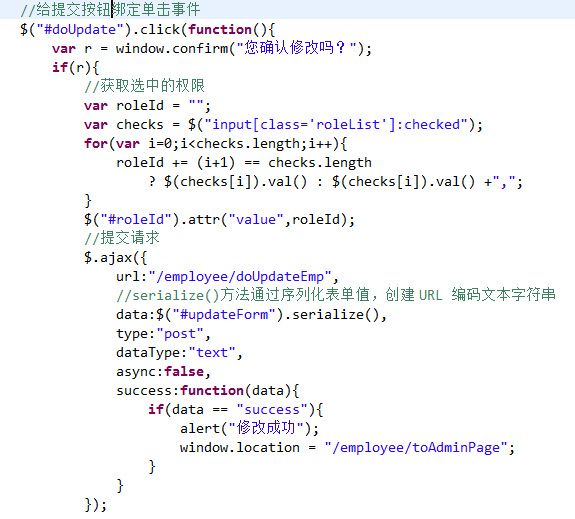 //给提交按钮绑定单击事件
$("#doUpdate").click(function(){
    var r = window.confirm("您确认修改吗？");
    if(r){
        //获取选中的权限
        var roleId = "";
        var checks = $("input[class='roleList']:checked");
        for(var i=0;i<checks.length;i++){
            roleId += (i+1) == checks.length
                ? $(checks[i]).val() : $(checks[i]).val() +",";
        }
        $("#roleId").attr("value",roleId);
        //提交请求
        $.ajax({
            url:"/employee/doUpdateEmp",
            //serialize()方法通过序列化表单值，创建URL 编码文本字符串
            data:$("#updateForm").serialize(),
            type:"post",
            dataType:"text",
            async:false,
            success:function(data){
                if(data == "success"){
                    alert("修改成功");
                    window.location = "/employee/toAdminPage";
                }
            }
        });